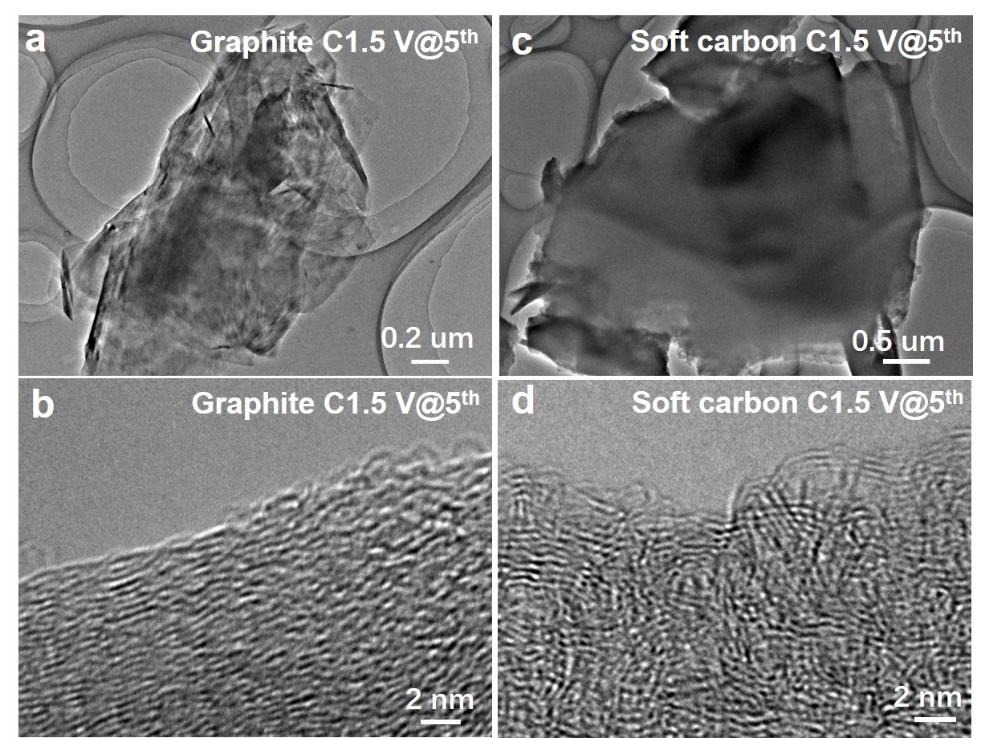 a
Graphite C1.5 V@5th
0.2 um
c
Soft carbon C1.5 V@5th
0.5 um
b
Graphite C1.5 V@5th
2 nm
d
Soft carbon C1.5 V@5th
2 nm